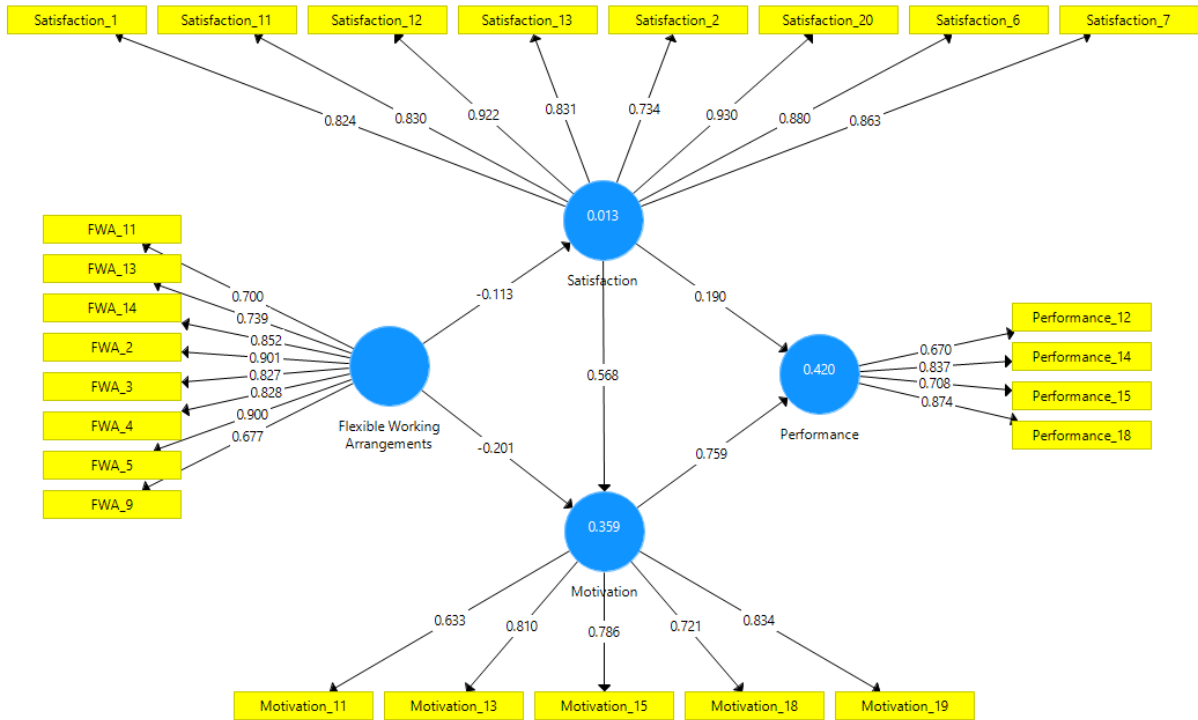 Satisfaction_1
Satisfaction_11
Satisfaction_12
Satisfaction_13
Satisfaction_2
Satisfaction_20
Satisfaction_6
Satisfaction_7
0.824
0.830
0.922
0.831
0.734
0.930
0.880
0.863
0.013
Satisfaction
FWA_11
FWA_13
FWA_14
FWA_2
FWA_3
FWA_4
FWA_5
FWA_9
0.700
0.739
0.852
0.901
0.827
0.828
0.900
0.677
Flexible Working
Arrangements
-0.113
-0.201
0.568
0.190
0.759
0.420
Performance
0.670
0.837
0.708
0.874
Performance_12
Performance_14
Performance_15
Performance_18
0.359
Motivation
0.633
0.810
0.786
0.721
0.834
Motivation_11
Motivation_13
Motivation_15
Motivation_18
Motivation_19